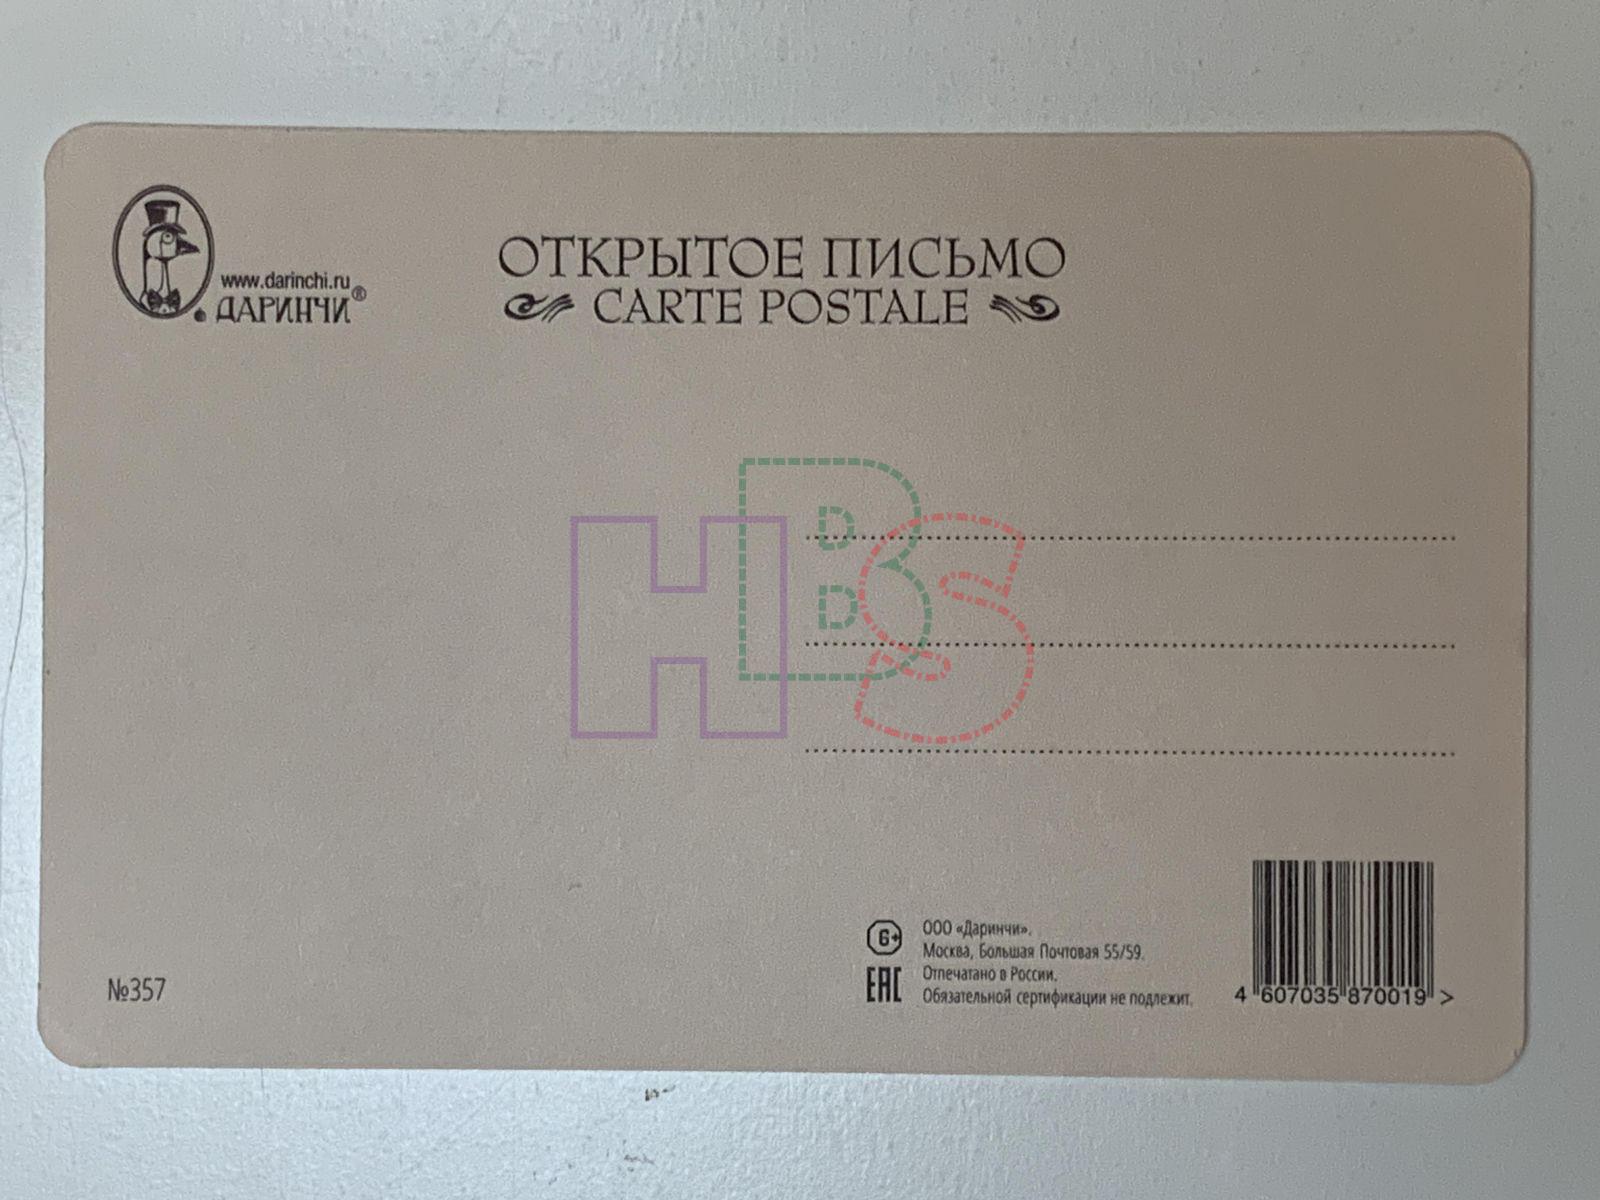 www.darinchi.ru
ДАРИНЧИ®
ОТКРЫТОЕ ПИСЬМО
CARTE POSTALE
HBS
№357
6+
ООО «Даринчи».
Москва, Большая Почтовая 55/59.
EAC
Отпечатано в России.
Обязательной сертификации не подлежит.
4 607035 870019 >